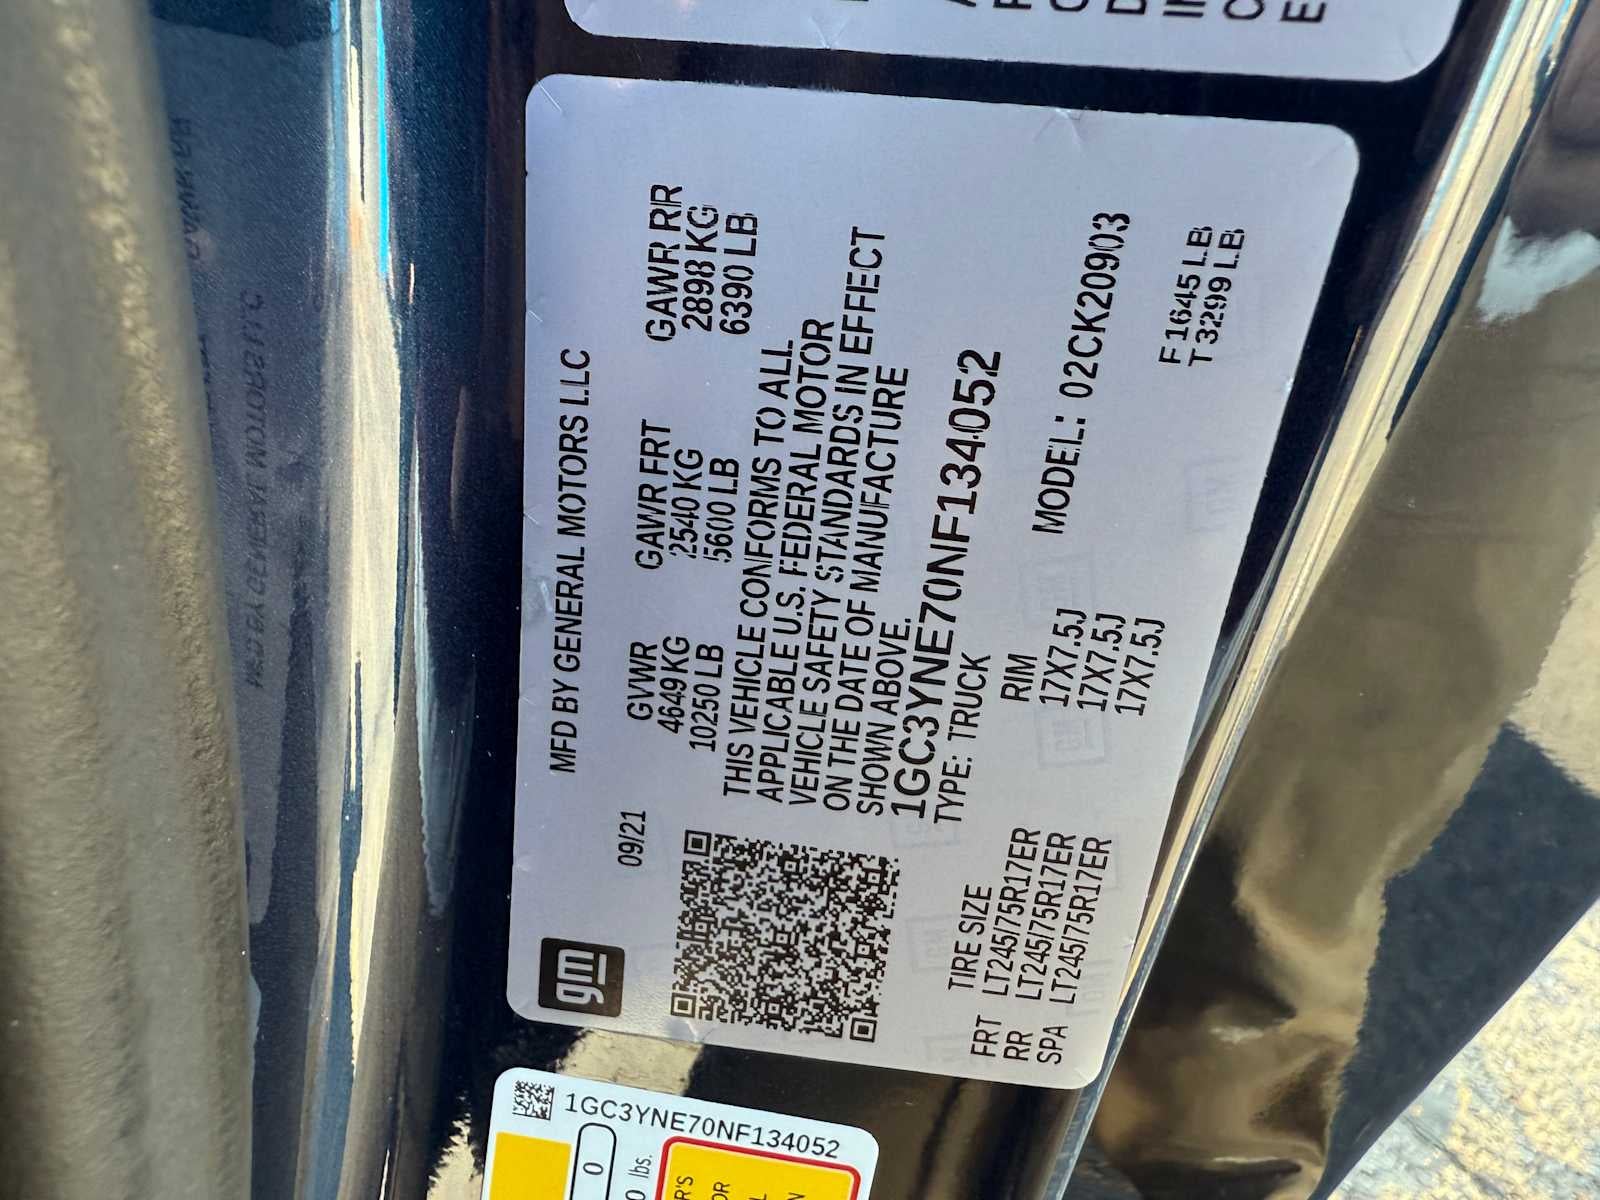 gm
MFD BY GENERAL MOTORS LLC
09/21
GVWR GAWR FRT GAWR RR
4649 KG 2540 KG 2898 KG
10250 LB 5600 LB 6390 LB
THIS VEHICLE CONFORMS TO ALL
APPLICABLE U.S. FEDERAL MOTOR
VEHICLE SAFETY STANDARDS IN EFFECT
ON THE DATE OF MANUFACTURE
SHOWN ABOVE.
1GC3YNE70NF134052
TYPE: TRUCK
MODEL: 02CK20903
TIRE SIZE RIM
FRT LT245/75R17ER 17X7.5J
RR LT245/75R17ER 17X7.5J
SPA LT245/75R17ER 17X7.5J
F 1645 LB
T 3299 LB
1GC3YNE70NF134052
0
lbs.